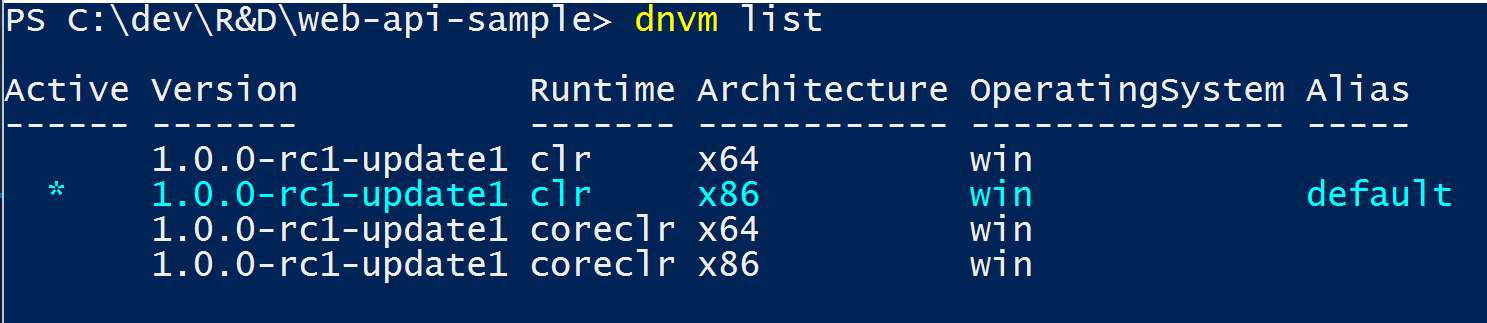 PS C:\dev\R&D\web-api-sample> dnvm list
Active Version Runtime Architecture OperatingSystem Alias
------ ------- ------- ------------ --------------- -----
1.0.0-rc1-update1 clr x64 win
* 1.0.0-rc1-update1 clr x86 win default
1.0.0-rc1-update1 coreclr x64 win
1.0.0-rc1-update1 coreclr x86 win